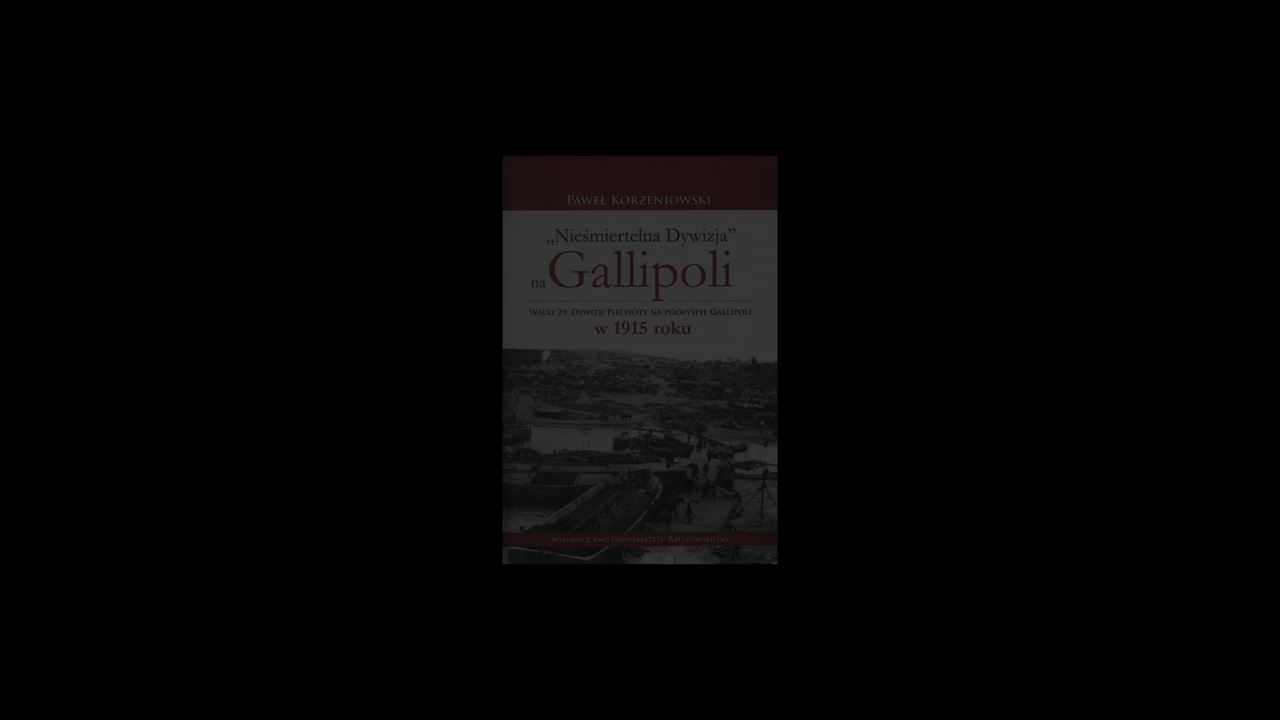 Paweł Korzeniowski
„Nieśmiertelna Dywizja”
na Gallipoli
Walki 29. Dywizji Piechoty na Półwyspie Gallipoli
w 1915 roku
Wydawnictwo Uniwersytetu Rzeszowskiego